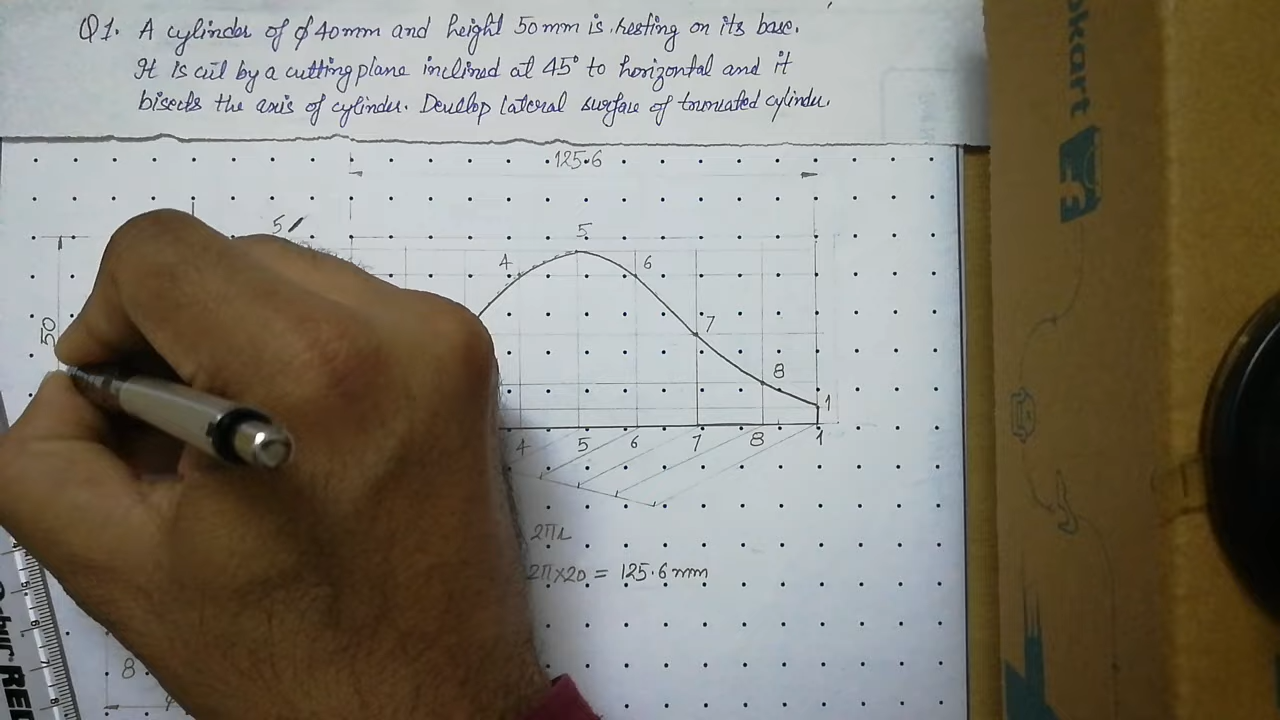 Q1. A cylinder of ϕ40mm and height 50mm is resting on its base.
It is cut by a cutting plane inclined at 45° to horizontal and it
bisects the axis of cylinder. Develop lateral surface of truncated cylinder.
125.6
5'
5
4
6
50
7
8
1
4 5 6 7 8 1
2πr
2π×20 = 125.6 mm
8